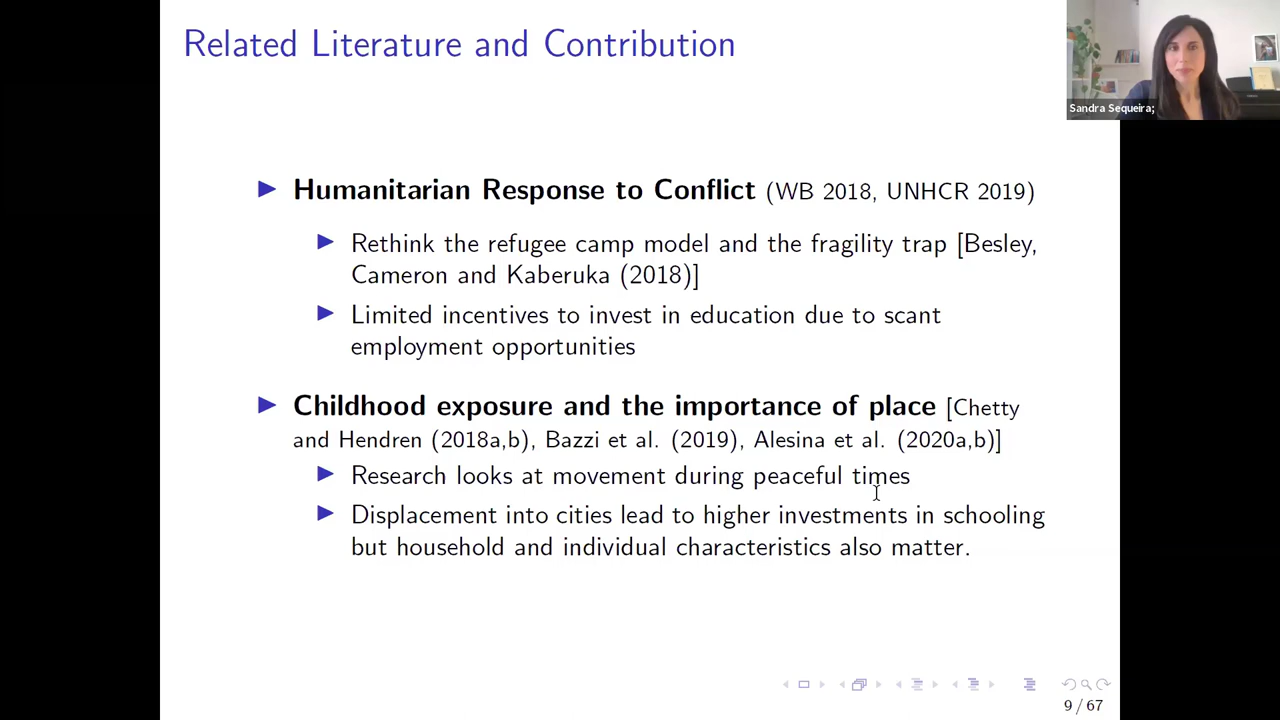 Related Literature and Contribution
Sandra Sequeira;
Humanitarian Response to Conflict (WB 2018, UNHCR 2019)
Rethink the refugee camp model and the fragility trap [Besley,
Cameron and Kaberuka (2018)]
Limited incentives to invest in education due to scant
employment opportunities
Childhood exposure and the importance of place [Chetty
and Hendren (2018a,b), Bazzi et al. (2019), Alesina et al. (2020a,b)]
Research looks at movement during peaceful times
Displacement into cities lead to higher investments in schooling
but household and individual characteristics also matter.
9 / 67